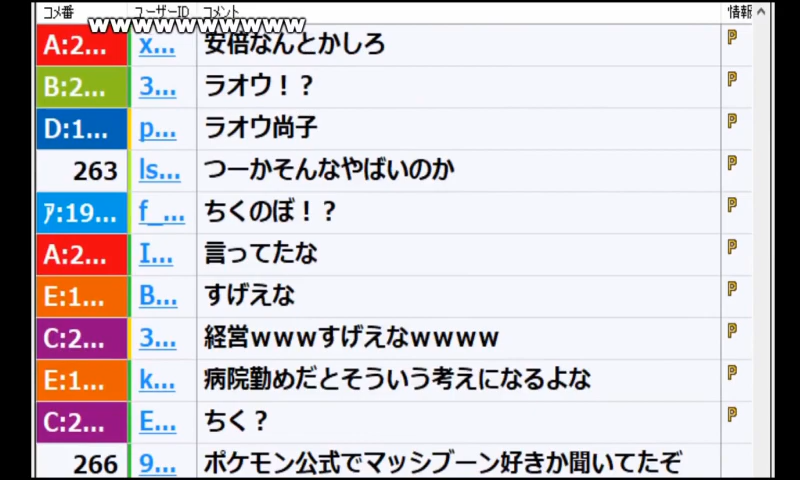 コメ番 ユーザーID コメント 情報
wwwwwwwwwww
A:2... x... 安倍なんとかしろ P
B:2... 3... ラオウ！？ P
D:1... p... ラオウ尚子 P
263 ls... つーかそんなやばいのか P
ｱ:19... f_... ちくのぼ！？ P
A:2... I... 言ってたな P
E:1... B... すげえな P
C:2... 3... 経営ｗｗｗすげえなｗｗｗｗ P
E:1... k... 病院勤めだとそういう考えになるよな P
C:2... E... ちく？ P
266 9... ポケモン公式でマッシブーン好きか聞いてたぞ